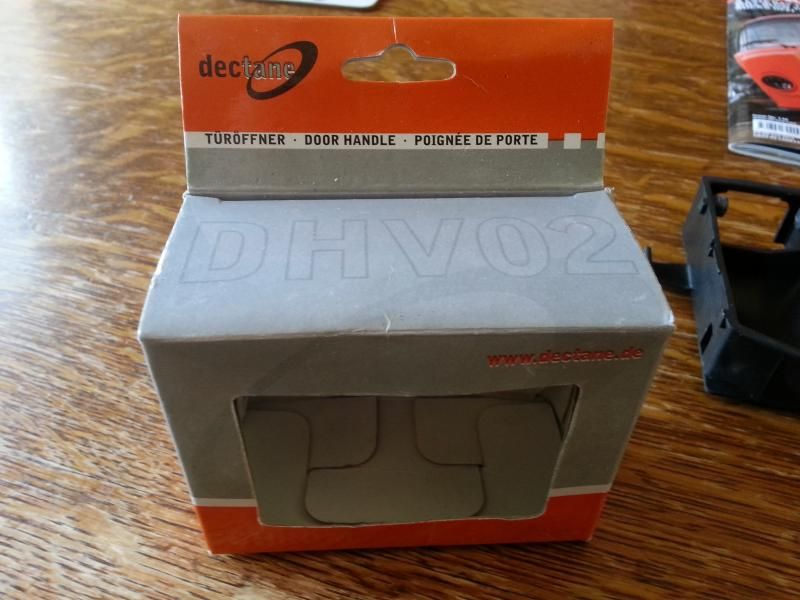 dectane
TÜRÖFFNER · DOOR HANDLE · POIGNÉE DE PORTE
DHV02
www.dectane.de